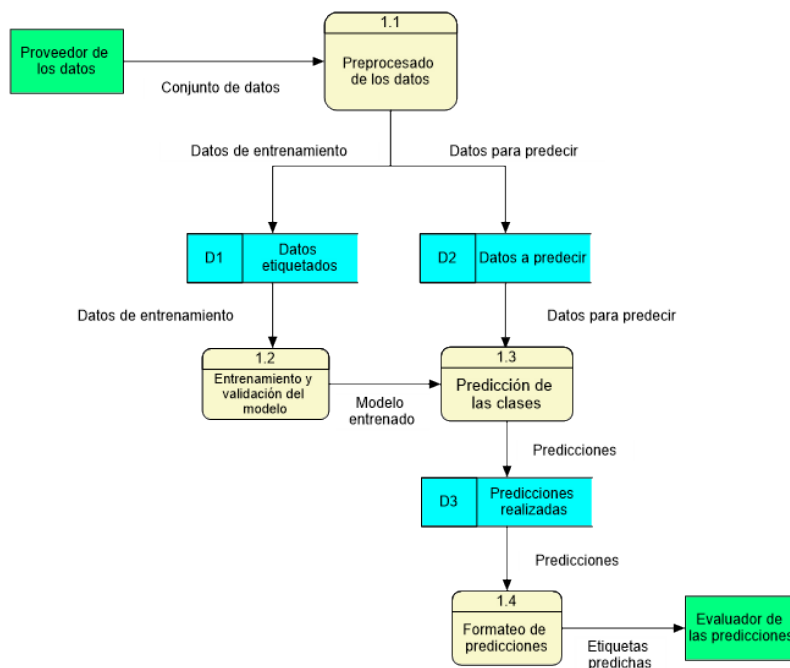 1.1
Proveedor de
los datos
Preprocesado
de los datos
Conjunto de datos
Datos de entrenamiento
Datos para predecir
D1
Datos
etiquetados
D2
Datos a predecir
Datos de entrenamiento
Datos para predecir
1.2
Entrenamiento y
validación del
modelo
1.3
Predicción de
las clases
Modelo
entrenado
Predicciones
D3
Predicciones
realizadas
Predicciones
1.4
Formateo de
predicciones
Etiquetas
predichas
Evaluador de
las predicciones